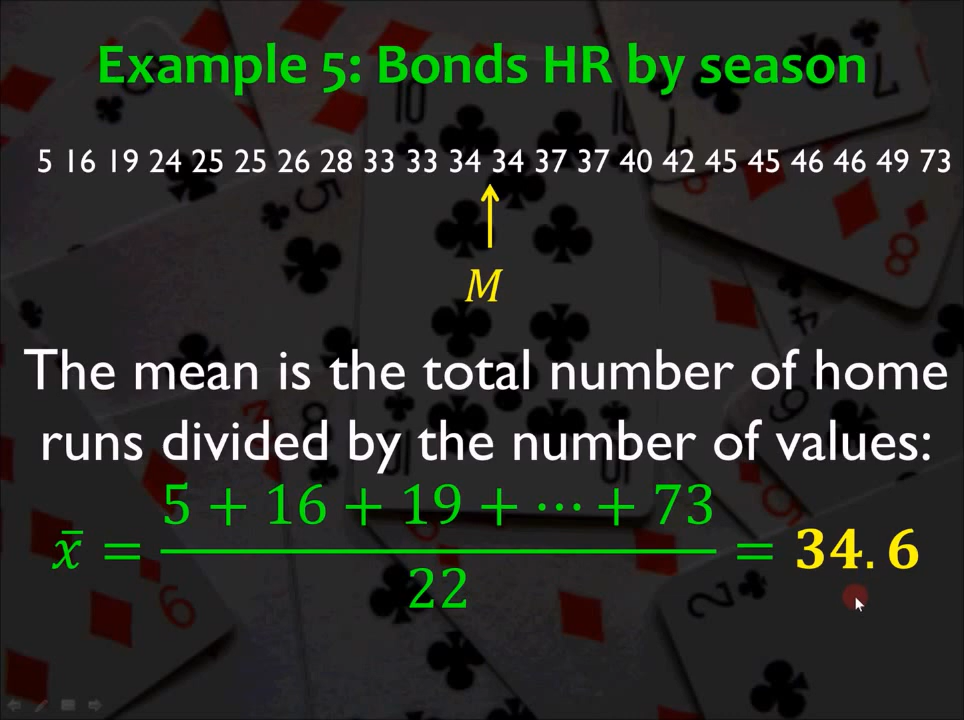 Example 5: Bonds HR by season
5 16 19 24 25 25 26 28 33 33 34 34 37 37 40 42 45 45 46 46 49 73
M
The mean is the total number of home
runs divided by the number of values:
x̄ = (5 + 16 + 19 + ⋯ + 73) / 22 = 34.6